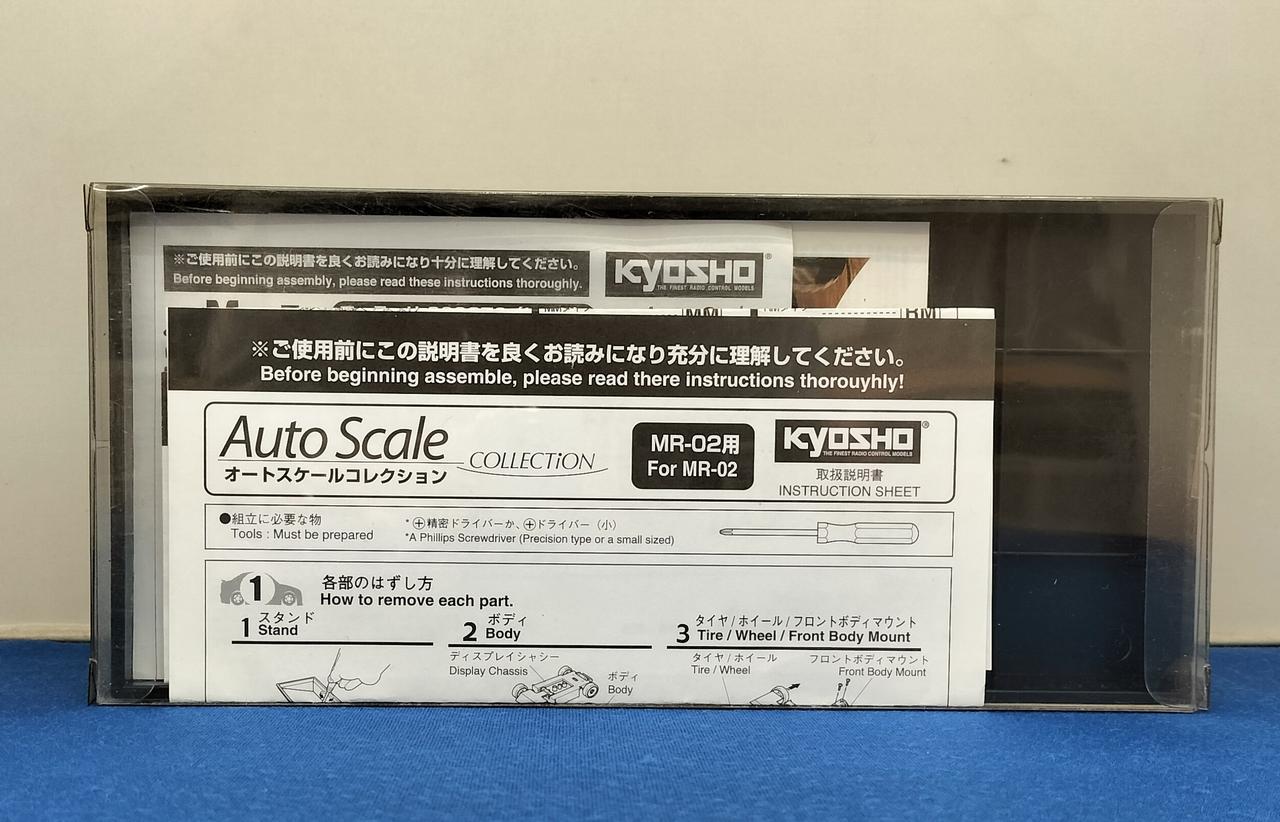 ※ご使用前にこの説明書を良くお読みになり十分に理解してください。
Before beginning assembly, please read these instructions thoroughly.
KYOSHO®
THE FINEST RADIO CONTROL MODELS
MM
RM
※ご使用前にこの説明書を良くお読みになり充分に理解してください。
Before beginning assemble, please read there instructions thorouyhly!
Auto Scale COLLECTiON
オートスケールコレクション
MR-02用
For MR-02
KYOSHO®
THE FINEST RADIO CONTROL MODELS
取扱説明書
INSTRUCTION SHEET
●組立に必要な物
Tools : Must be prepared
*⊕精密ドライバーか、⊕ドライバー（小）
*A Phillips Screwdriver (Precision type or a small sized)
1 各部のはずし方
How to remove each part.
1 スタンド
Stand
2 ボディ
Body
3 タイヤ / ホイール / フロントボディマウント
Tire / Wheel / Front Body Mount
ディスプレイシャシー
Display Chassis
ボディ
Body
タイヤ / ホイール
Tire / Wheel
フロントボディマウント
Front Body Mount